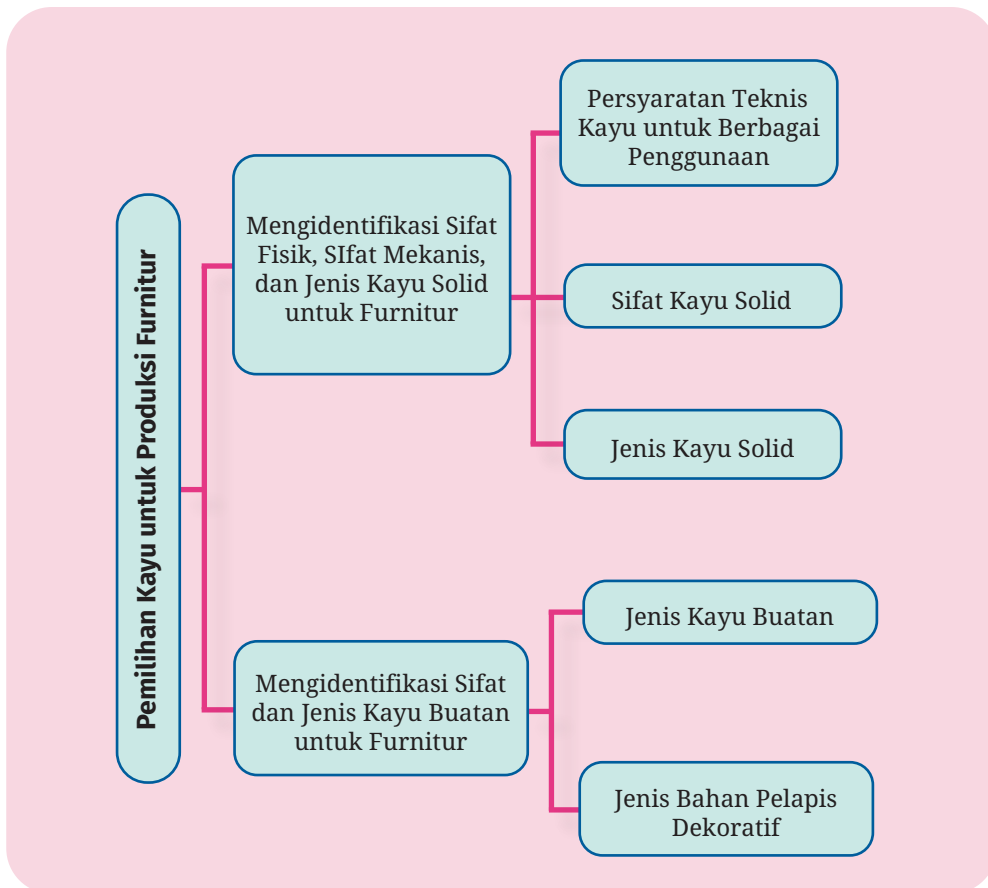 Pemilihan Kayu untuk Produksi Furnitur
Mengidentifikasi Sifat
Fisik, SIfat Mekanis,
dan Jenis Kayu Solid
untuk Furnitur
Persyaratan Teknis
Kayu untuk Berbagai
Penggunaan
Sifat Kayu Solid
Jenis Kayu Solid
Mengidentifikasi Sifat
dan Jenis Kayu Buatan
untuk Furnitur
Jenis Kayu Buatan
Jenis Bahan Pelapis
Dekoratif